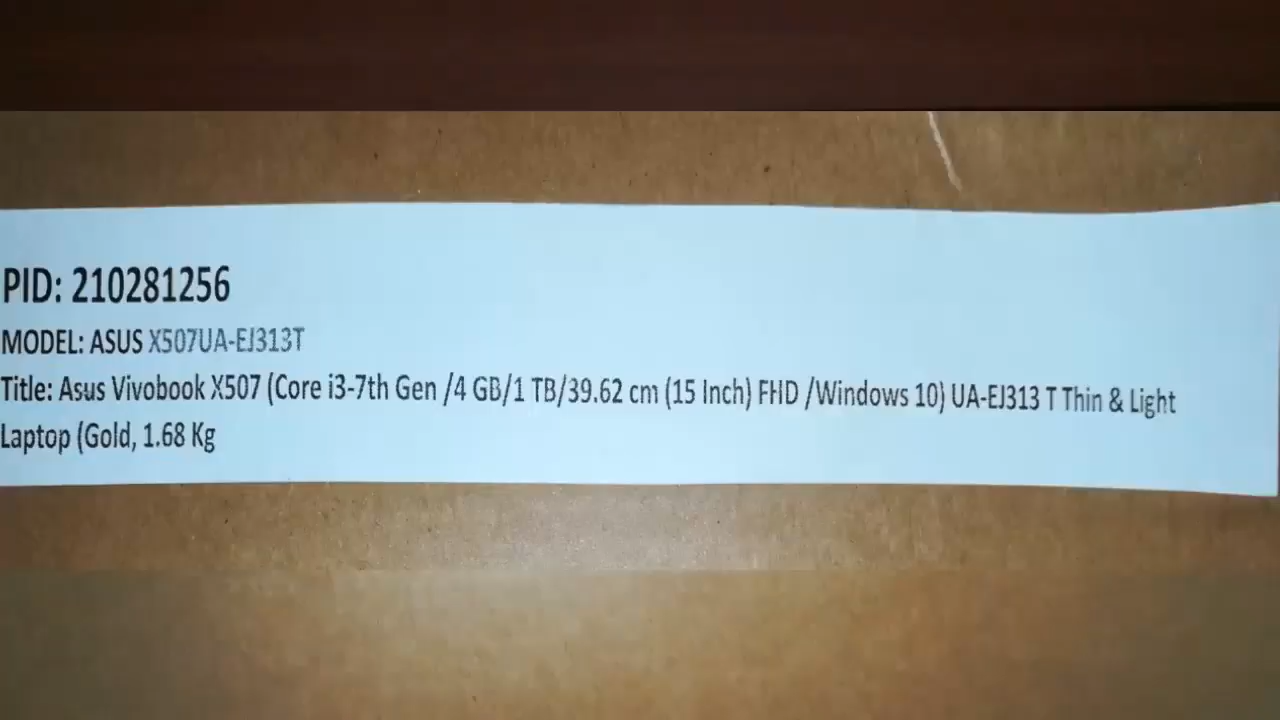 PID: 210281256
MODEL: ASUS X507UA-EJ313T
Title: Asus Vivobook X507 (Core i3-7th Gen /4 GB/1 TB/39.62 cm (15 Inch) FHD /Windows 10) UA-EJ313 T Thin & Light
Laptop (Gold, 1.68 Kg